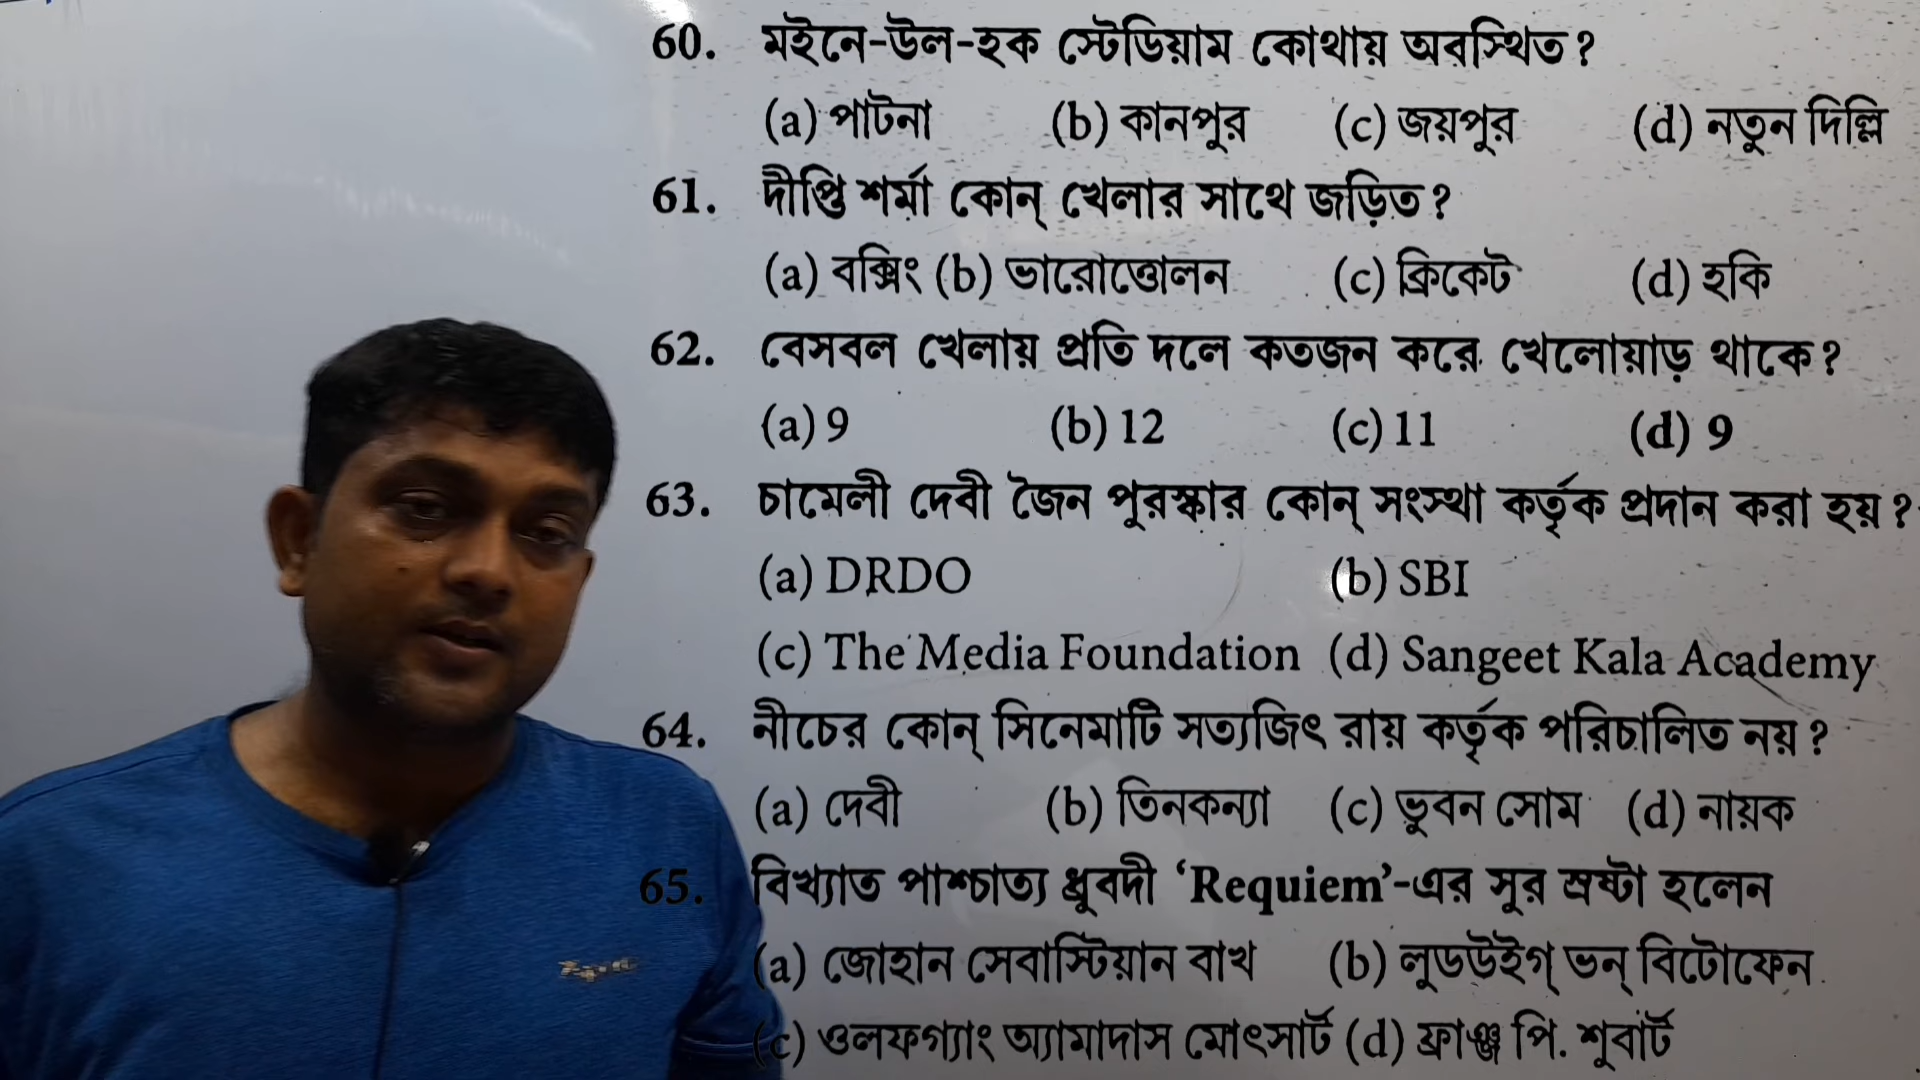 60. মইনে-উল-হক স্টেডিয়াম কোথায় অবস্থিত?
(a) পাটনা (b) কানপুর (c) জয়পুর (d) নতুন দিল্লি
61. দীপ্তি শর্মা কোন্ খেলার সাথে জড়িত?
(a) বক্সিং (b) ভারোত্তোলন (c) ক্রিকেট (d) হকি
62. বেসবল খেলায় প্রতি দলে কতজন করে খেলোয়াড় থাকে?
(a) 9 (b) 12 (c) 11 (d) 9
63. চামেলী দেবী জৈন পুরস্কার কোন্ সংস্থা কর্তৃক প্রদান করা হয়?
(a) DRDO (b) SBI
(c) The Media Foundation (d) Sangeet Kala Academy
64. নীচের কোন্ সিনেমাটি সত্যজিৎ রায় কর্তৃক পরিচালিত নয়?
(a) দেবী (b) তিনকন্যা (c) ভুবন সোম (d) নায়ক
65. বিখ্যাত পাশ্চাত্য ধ্রুবদী ‘Requiem’-এর সুর স্রষ্টা হলেন
(a) জোহান সেবাস্টিয়ান বাখ (b) লুডউইগ্ ভন্ বিটোফেন
(c) ওলফগ্যাং অ্যামাদাস মোৎসার্ট (d) ফ্রাঞ্জ পি. শুবার্ট